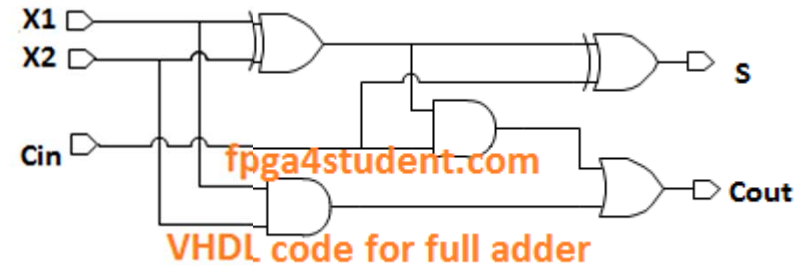 X1
X2
S
Cin
fpga4student.com
Cout
VHDL code for full adder